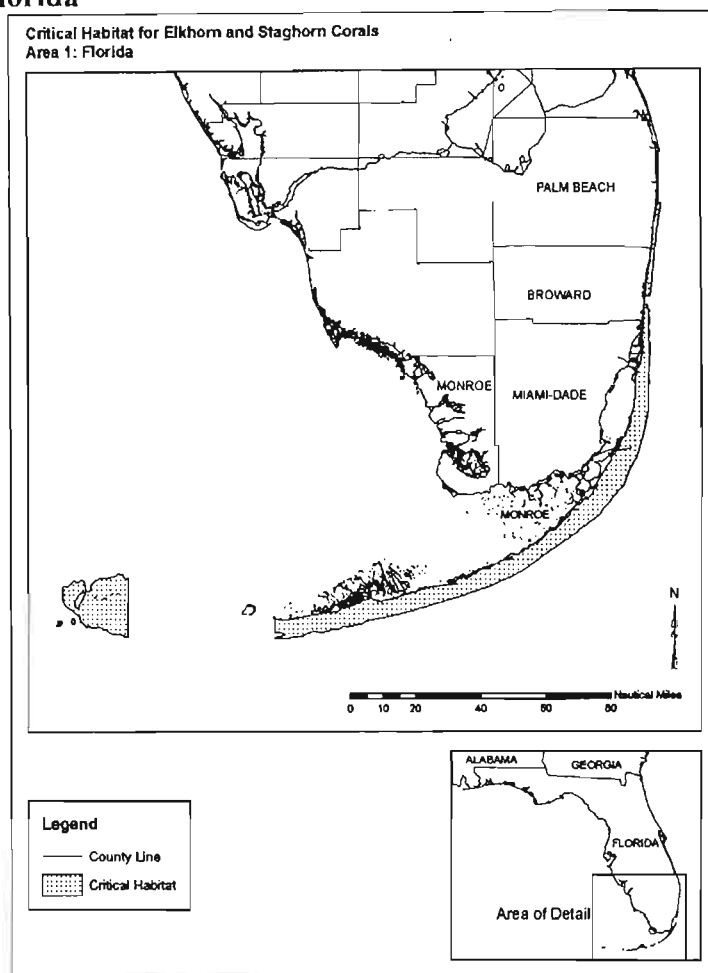 Florida
Critical Habitat for Elkhorn and Staghorn Corals
Area 1: Florida
PALM BEACH
BROWARD
MONROE
MIAMI-DADE
MONROE
N
Nautical Miles
0 10 20 40 60 80
ALABAMA
GEORGIA
FLORIDA
Area of Detail
Legend
County Line
Critical Habitat